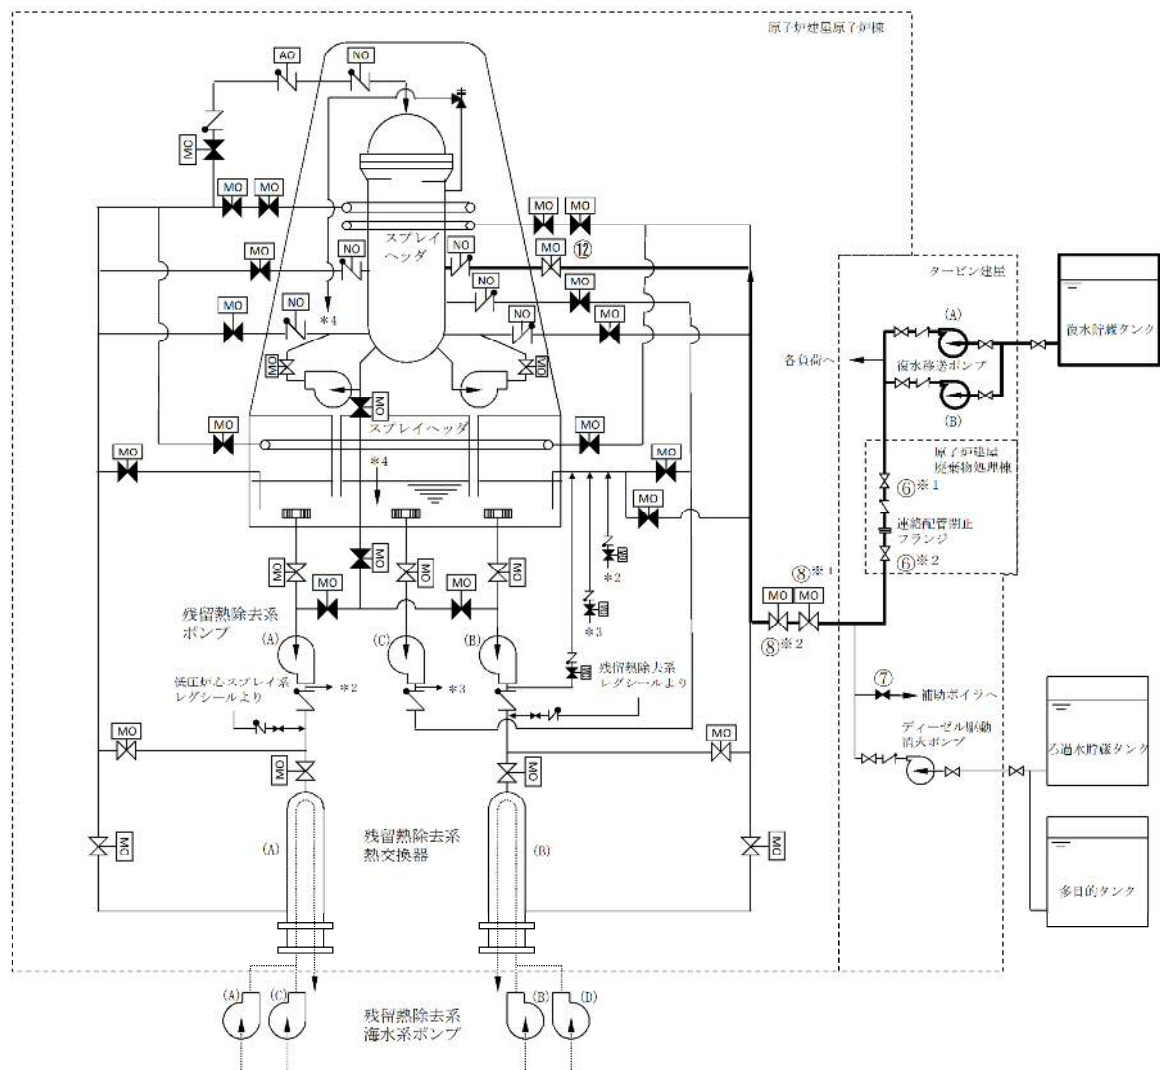 原子炉建屋原子炉棟
AO
NO
MO
MO
MO
MO
MO
スプレイ
ヘッダ
NO
MO
⑫
MO
NO
タービン建屋
NO
MO
MO
NO
*4
NO
MO
(A)
復水貯蔵タンク
各負荷へ
復水移送ポンプ
MO
MO
MO
(B)
スプレイヘッダ
MO
MO
*4
MO
MO
原子炉建屋
廃棄物処理棟
⑥※1
MO
連絡配管閉止
フランジ
⑥※2
MO
MO
MO
MO
*2
⑧※1
MO
MO
MO
MO
*3
⑧※2
残留熱除去系
ポンプ
(A)
(C)
(B)
低圧炉心スプレイ系
レグシールより
*2
*3
残留熱除去系
レグシールより
⑦
補助ボイラへ
ディーゼル駆動
消火ポンプ
ろ過水貯蔵タンク
MO
MO
MO
MO
残留熱除去系
熱交換器
(A)
(B)
MO
MO
多目的タンク
(A)
(C)
残留熱除去系
海水系ポンプ
(B)
(D)